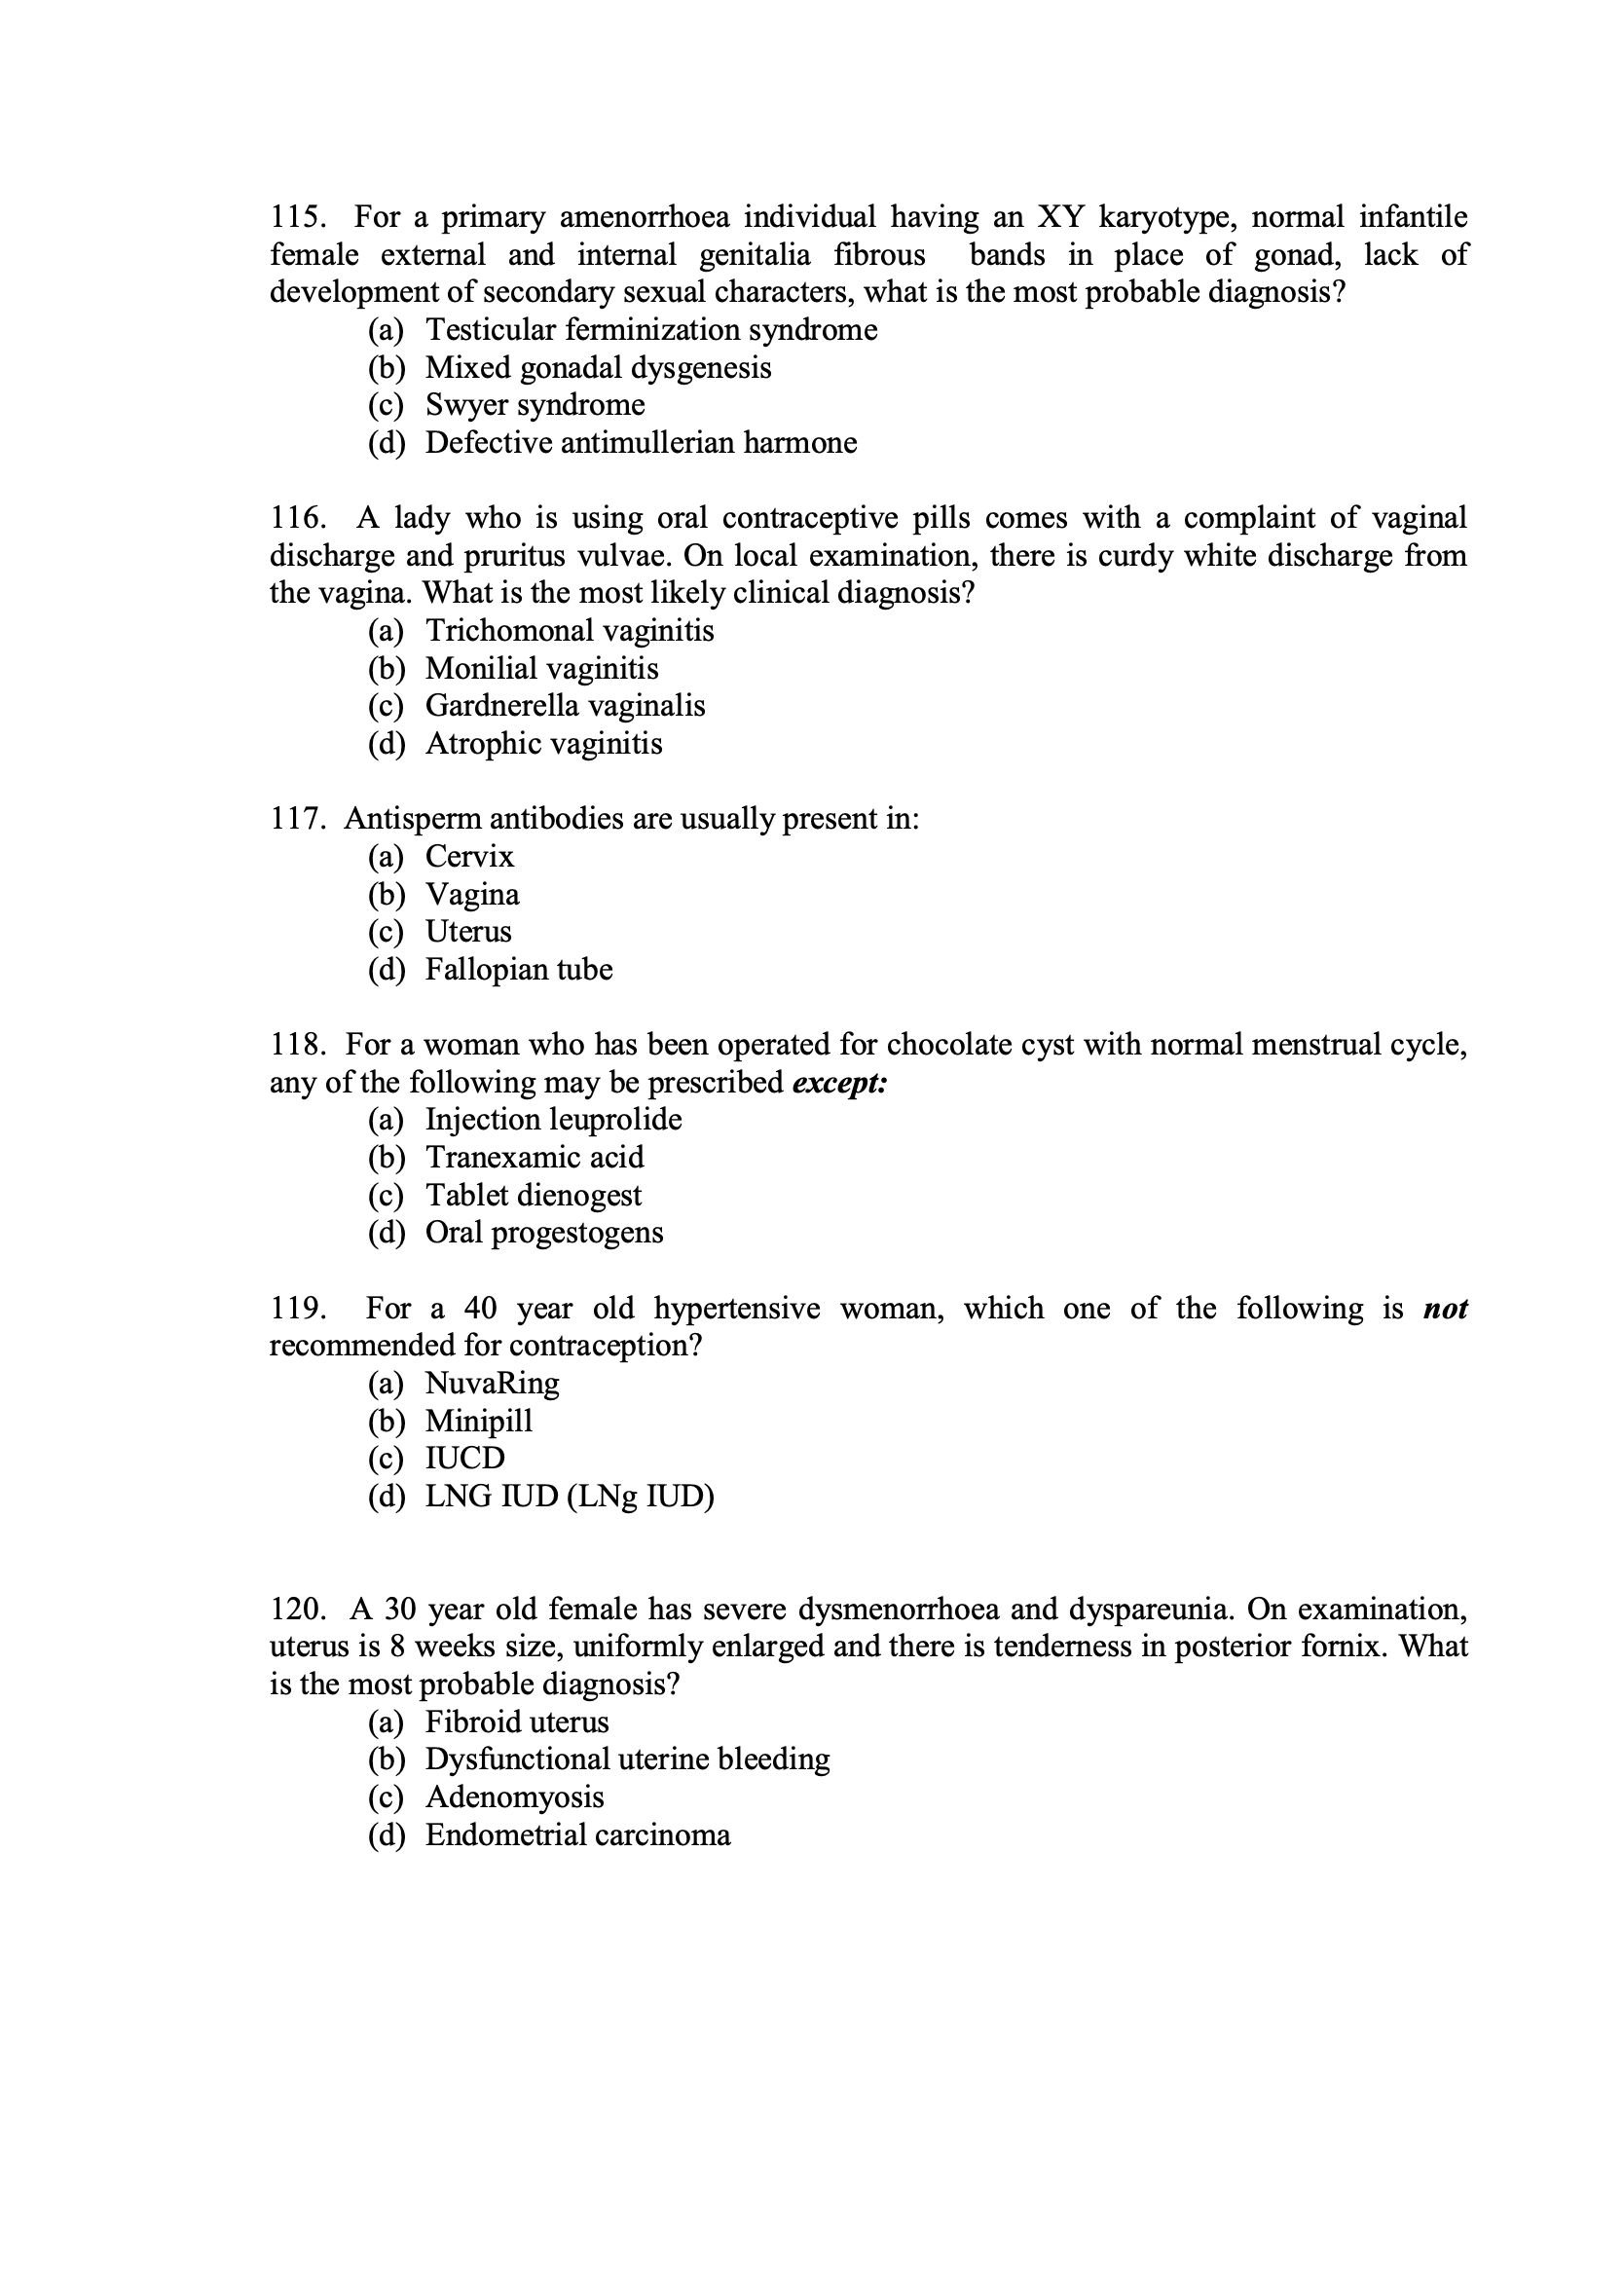 115. For a primary amenorrhoea individual having an XY karyotype, normal infantile
female external and internal genitalia fibrous bands in place of gonad, lack of
development of secondary sexual characters, what is the most probable diagnosis?
(a) Testicular ferminization syndrome
(b) Mixed gonadal dysgenesis
(c) Swyer syndrome
(d) Defective antimullerian harmone
116. A lady who is using oral contraceptive pills comes with a complaint of vaginal
discharge and pruritus vulvae. On local examination, there is curdy white discharge from
the vagina. What is the most likely clinical diagnosis?
(a) Trichomonal vaginitis
(b) Monilial vaginitis
(c) Gardnerella vaginalis
(d) Atrophic vaginitis
117. Antisperm antibodies are usually present in:
(a) Cervix
(b) Vagina
(c) Uterus
(d) Fallopian tube
118. For a woman who has been operated for chocolate cyst with normal menstrual cycle,
any of the following may be prescribed except:
(a) Injection leuprolide
(b) Tranexamic acid
(c) Tablet dienogest
(d) Oral progestogens
119. For a 40 year old hypertensive woman, which one of the following is not
recommended for contraception?
(a) NuvaRing
(b) Minipill
(c) IUCD
(d) LNG IUD (LNg IUD)
120. A 30 year old female has severe dysmenorrhoea and dyspareunia. On examination,
uterus is 8 weeks size, uniformly enlarged and there is tenderness in posterior fornix. What
is the most probable diagnosis?
(a) Fibroid uterus
(b) Dysfunctional uterine bleeding
(c) Adenomyosis
(d) Endometrial carcinoma